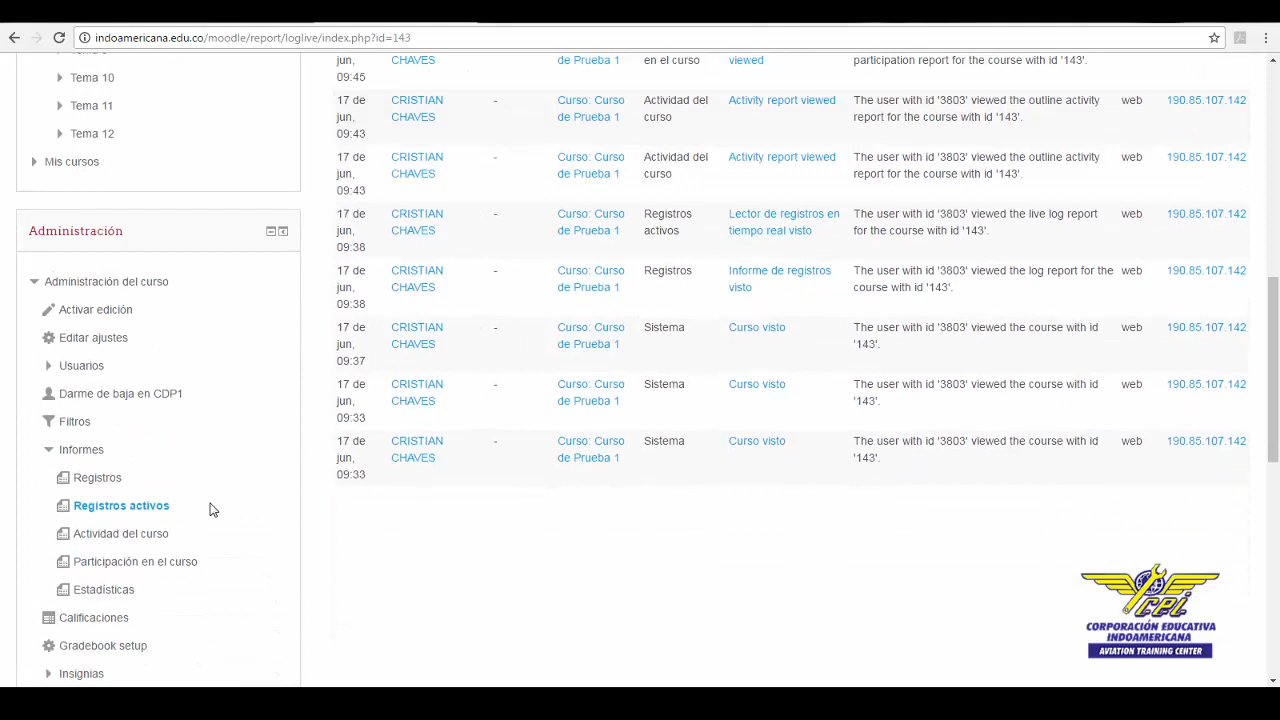 indoamericana.edu.co/moodle/report/loglive/index.php?id=143
Tema 10
Tema 11
Tema 12
Mis cursos
Administración
Administración del curso
Activar edición
Editar ajustes
Usuarios
Darme de baja en CDP1
Filtros
Informes
Registros
Registros activos
Actividad del curso
Participación en el curso
Estadísticas
Calificaciones
Gradebook setup
Insignias
jun, CHAVES de Prueba 1 en el curso viewed participation report for the course with id '143'.
09:45
17 de CRISTIAN - Curso: Curso Actividad del Activity report viewed The user with id '3803' viewed the outline activity web 190.85.107.142
jun, CHAVES de Prueba 1 curso report for the course with id '143'.
09:43
17 de CRISTIAN - Curso: Curso Actividad del Activity report viewed The user with id '3803' viewed the outline activity web 190.85.107.142
jun, CHAVES de Prueba 1 curso report for the course with id '143'.
09:43
17 de CRISTIAN - Curso: Curso Registros Lector de registros en The user with id '3803' viewed the live log report web 190.85.107.142
jun, CHAVES de Prueba 1 activos tiempo real visto for the course with id '143'.
09:38
17 de CRISTIAN - Curso: Curso Registros Informe de registros The user with id '3803' viewed the log report for the web 190.85.107.142
jun, CHAVES de Prueba 1 visto course with id '143'.
09:38
17 de CRISTIAN - Curso: Curso Sistema Curso visto The user with id '3803' viewed the course with id web 190.85.107.142
jun, CHAVES de Prueba 1 '143'.
09:37
17 de CRISTIAN - Curso: Curso Sistema Curso visto The user with id '3803' viewed the course with id web 190.85.107.142
jun, CHAVES de Prueba 1 '143'.
09:33
17 de CRISTIAN - Curso: Curso Sistema Curso visto The user with id '3803' viewed the course with id web 190.85.107.142
jun, CHAVES de Prueba 1 '143'.
09:33
cei
CORPORACIÓN EDUCATIVA
INDOAMERICANA
AVIATION TRAINING CENTER